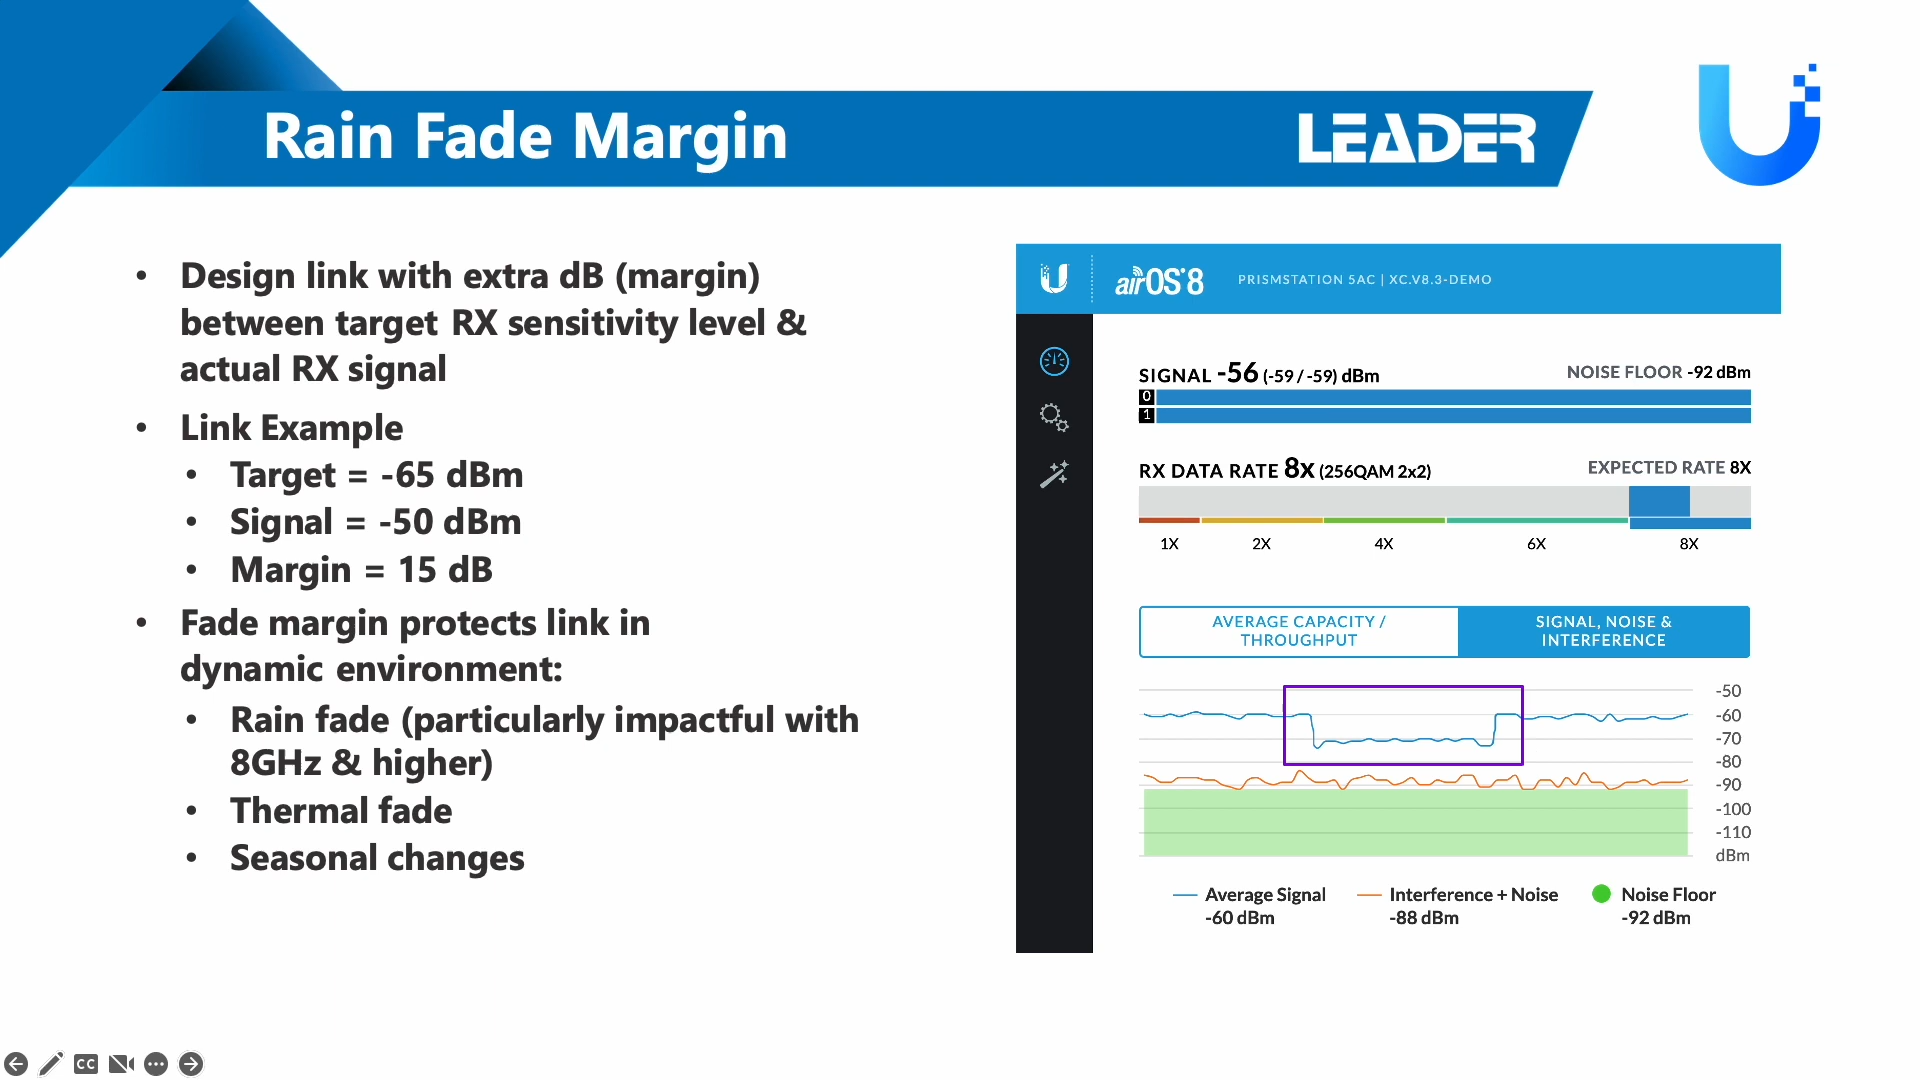 Rain Fade Margin
LEADER
• Design link with extra dB (margin)
between target RX sensitivity level &
actual RX signal
• Link Example
• Target = -65 dBm
• Signal = -50 dBm
• Margin = 15 dB
• Fade margin protects link in
dynamic environment:
• Rain fade (particularly impactful with
8GHz & higher)
• Thermal fade
• Seasonal changes
airOS 8 PRISMSTATION 5AC | XC.V8.3-DEMO
SIGNAL -56 (-59 / -59) dBm NOISE FLOOR -92 dBm
0
1
RX DATA RATE 8x (256QAM 2x2) EXPECTED RATE 8X
1X 2X 4X 6X 8X
AVERAGE CAPACITY /
THROUGHPUT
SIGNAL, NOISE &
INTERFERENCE
-50
-60
-70
-80
-90
-100
-110
dBm
Average Signal
-60 dBm
Interference + Noise
-88 dBm
Noise Floor
-92 dBm
CC